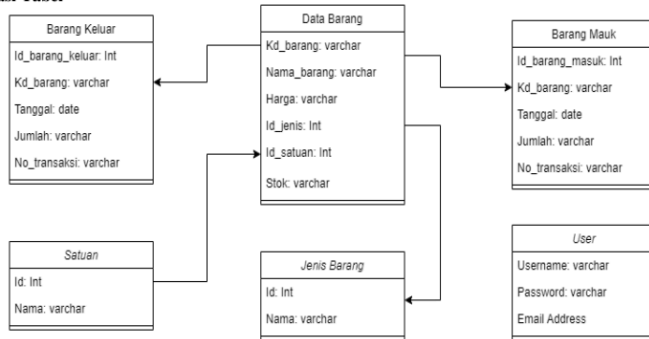 Barang Keluar
Id_barang_keluar: Int
Kd_barang: varchar
Tanggal: date
Jumlah: varchar
No_transaksi: varchar
Data Barang
Kd_barang: varchar
Nama_barang: varchar
Harga: varchar
Id_jenis: Int
Id_satuan: Int
Stok: varchar
Barang Mauk
Id_barang_masuk: Int
Kd_barang: varchar
Tanggal: date
Jumlah: varchar
No_transaksi: varchar
Satuan
Id: Int
Nama: varchar
Jenis Barang
Id: Int
Nama: varchar
User
Username: varchar
Password: varchar
Email Address